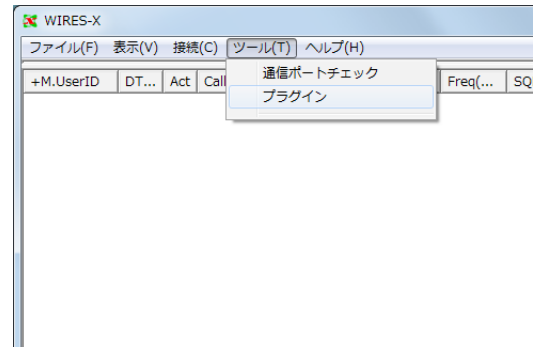 WIRES-X
ファイル(F) 表示(V) 接続(C) ツール(T) ヘルプ(H)
通信ポートチェック
プラグイン
+M.UserID DT... Act Call Freq(... SQ